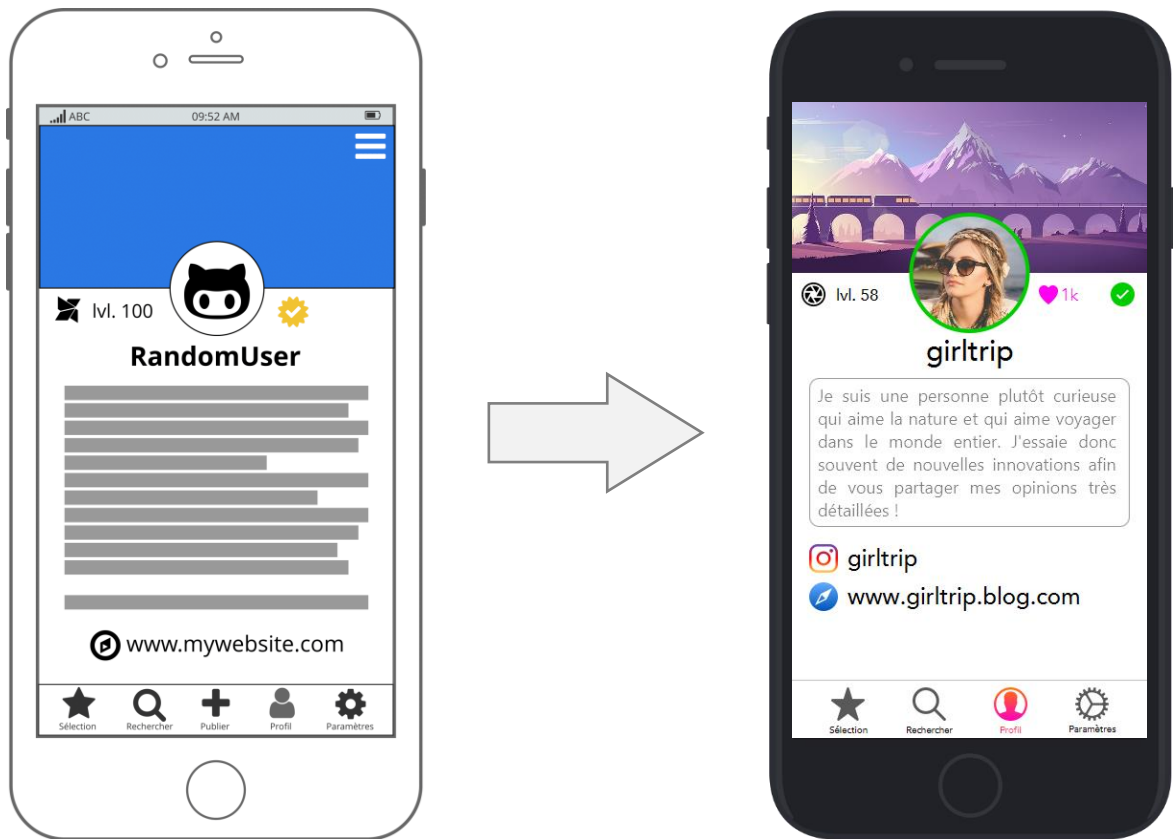 ABC 09:52 AM
lvl. 100
RandomUser
www.mywebsite.com
Sélection Rechercher Publier Profil Paramètres
lvl. 58 1k
girltrip
Je suis une personne plutôt curieuse
qui aime la nature et qui aime voyager
dans le monde entier. J'essaie donc
souvent de nouvelles innovations afin
de vous partager mes opinions très
détaillées !
girltrip
www.girltrip.blog.com
Sélection Rechercher Profil Paramètres